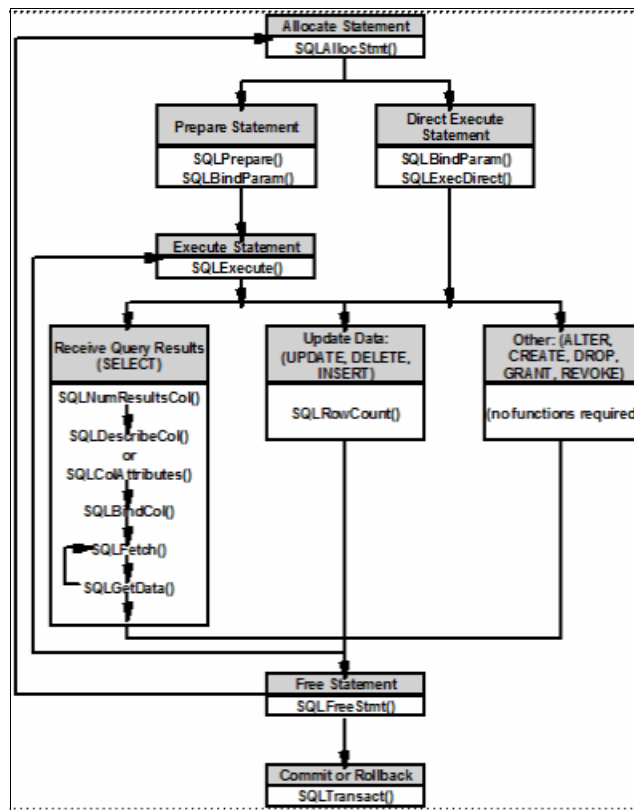 Allocate Statement
SQLAllocStmt()
Prepare Statement
SQLPrepare()
SQLBindParam()
Direct Execute
Statement
SQLBindParam()
SQLExecDirect()
Execute Statement
SQLExecute()
Receive Query Results
(SELECT)
SQLNumResultsCol()
SQLDescribeCol()
or
SQLColAttributes()
SQLBindCol()
SQLFetch()
SQLGetData()
Update Data:
(UPDATE, DELETE,
INSERT)
SQLRowCount()
Other: (ALTER,
CREATE, DROP,
GRANT, REVOKE)
(no functions required)
Free Statement
SQLFreeStmt()
Commit or Rollback
SQLTransact()